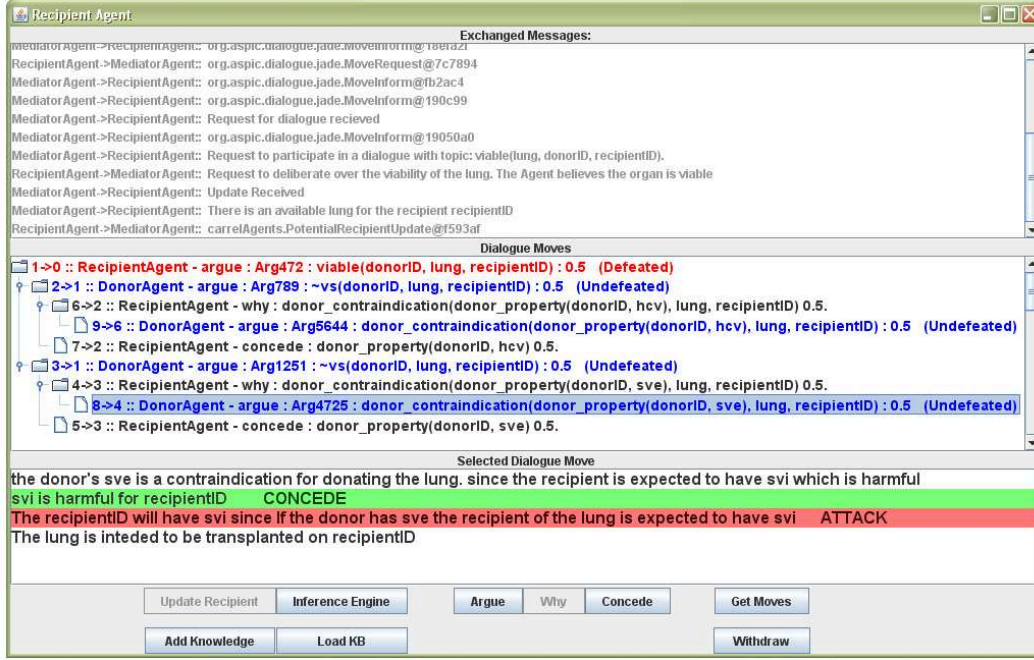 Recipient Agent
Exchanged Messages:
MediatorAgent->RecipientAgent:: org.aspic.dialogue.jade.MoveInform@18efa2f
RecipientAgent->MediatorAgent:: org.aspic.dialogue.jade.MoveRequest@7c7894
MediatorAgent->RecipientAgent:: org.aspic.dialogue.jade.MoveInform@fb2ac4
MediatorAgent->RecipientAgent:: org.aspic.dialogue.jade.MoveInform@190c99
MediatorAgent->RecipientAgent:: Request for dialogue recieved
MediatorAgent->RecipientAgent:: org.aspic.dialogue.jade.MoveInform@19050a0
MediatorAgent->RecipientAgent:: Request to participate in a dialogue with topic: viable(lung, donorID, recipientID).
RecipientAgent->MediatorAgent:: Request to deliberate over the viability of the lung. The Agent believes the organ is viable
MediatorAgent->RecipientAgent:: Update Received
MediatorAgent->RecipientAgent:: There is an available lung for the recipient recipientID
RecipientAgent->MediatorAgent:: carrelAgents.PotentialRecipientUpdate@f593af
Dialogue Moves
1->0 :: RecipientAgent - argue : Arg472 : viable(donorID, lung, recipientID) : 0.5 (Defeated)
2->1 :: DonorAgent - argue : Arg789 : ~vs(donorID, lung, recipientID) : 0.5 (Undefeated)
6->2 :: RecipientAgent - why : donor_contraindication(donor_property(donorID, hcv), lung, recipientID) 0.5.
9->6 :: DonorAgent - argue : Arg5644 : donor_contraindication(donor_property(donorID, hcv), lung, recipientID) : 0.5 (Undefeated)
7->2 :: RecipientAgent - concede : donor_property(donorID, hcv) 0.5.
3->1 :: DonorAgent - argue : Arg1251 : ~vs(donorID, lung, recipientID) : 0.5 (Undefeated)
4->3 :: RecipientAgent - why : donor_contraindication(donor_property(donorID, sve), lung, recipientID) 0.5.
8->4 :: DonorAgent - argue : Arg4725 : donor_contraindication(donor_property(donorID, sve), lung, recipientID) : 0.5 (Undefeated)
5->3 :: RecipientAgent - concede : donor_property(donorID, sve) 0.5.
Selected Dialogue Move
the donor's sve is a contraindication for donating the lung. since the recipient is expected to have svi which is harmful
svi is harmful for recipientID CONCEDE
The recipientID will have svi since If the donor has sve the recipient of the lung is expected to have svi ATTACK
The lung is inteded to be transplanted on recipientID
Update Recipient Inference Engine Argue Why Concede Get Moves
Add Knowledge Load KB Withdraw